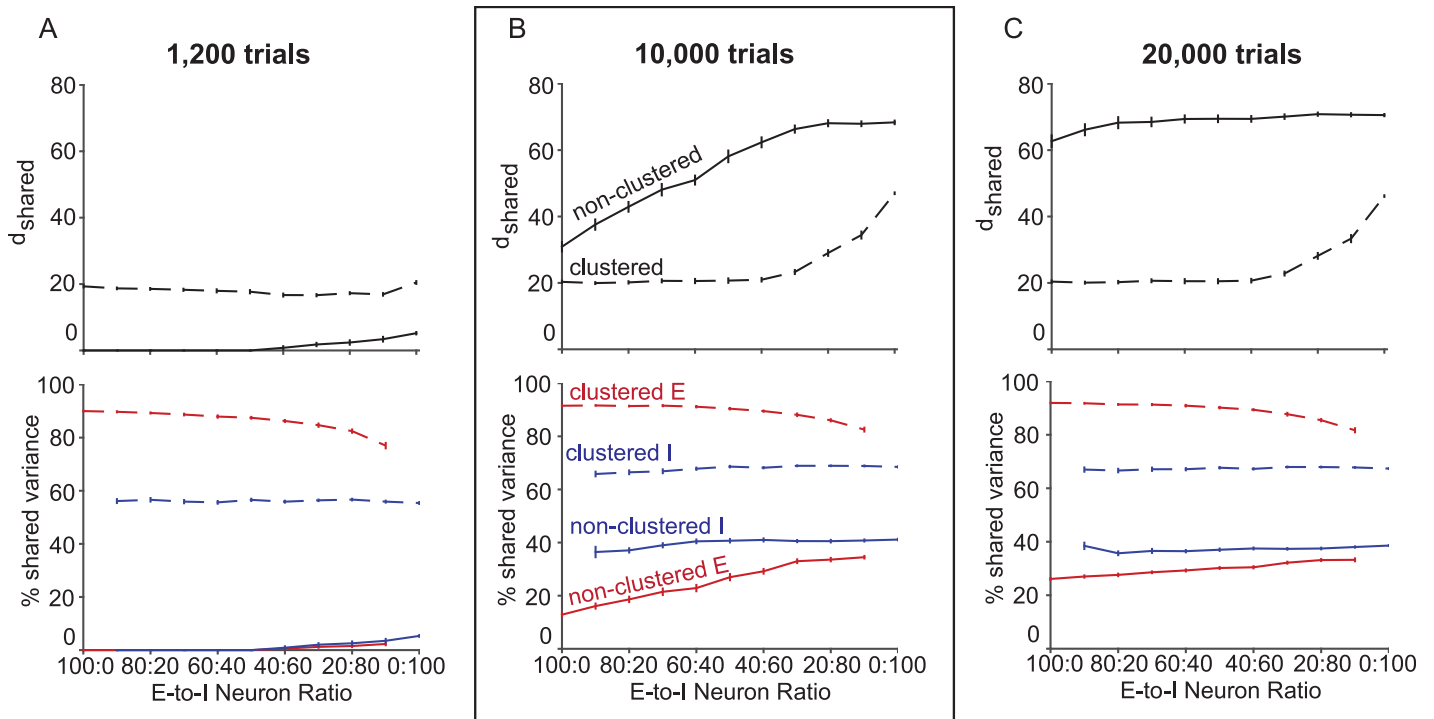 A
1,200 trials
80
60
40
20
0
d shared
100
80
60
40
20
0
% shared variance
100:0 80:20 60:40 40:60 20:80 0:100
E-to-I Neuron Ratio
B
10,000 trials
80
60
40
20
0
d shared
non-clustered
clustered
100
80
60
40
20
0
% shared variance
clustered E
clustered I
non-clustered I
non-clustered E
100:0 80:20 60:40 40:60 20:80 0:100
E-to-I Neuron Ratio
C
20,000 trials
80
60
40
20
0
d shared
100
80
60
40
20
0
% shared variance
100:0 80:20 60:40 40:60 20:80 0:100
E-to-I Neuron Ratio